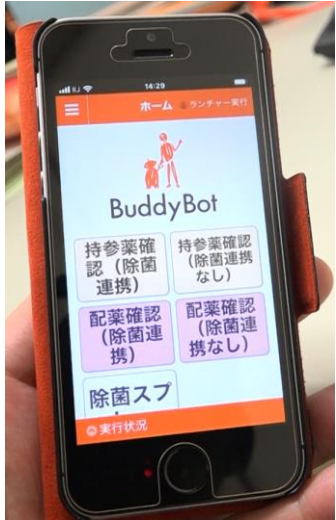 14:29
ホーム ランチャー実行
BuddyBot
持参薬確
認（除菌
連携）
持参薬確認
（除菌連携
なし）
配薬確認
（除菌連
携）
配薬確認
（除菌連
携なし）
除菌スプ
実行状況